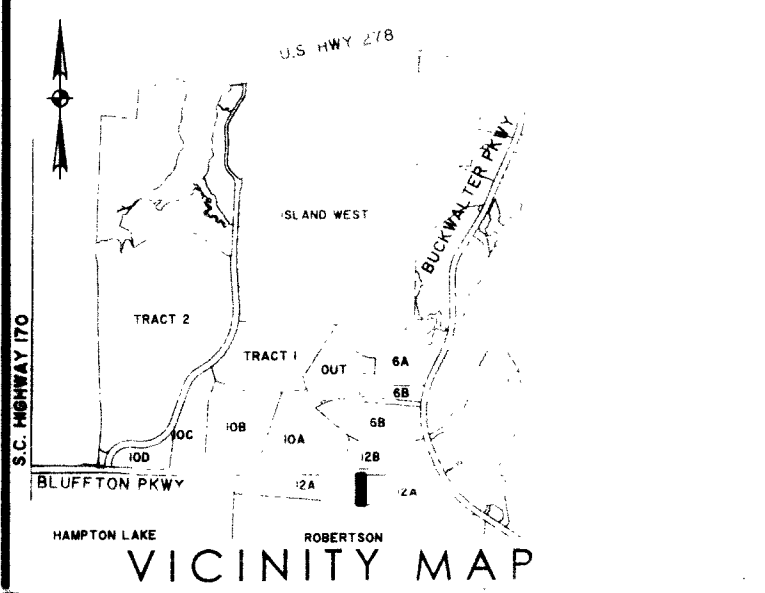 U.S HWY 278
BUCKWALTER PKWY
ISLAND WEST
TRACT 2
S.C. HIGHWAY 170
TRACT 1
OUT
6A
6B
10C
10B
6B
10A
10D
12B
BLUFFTON PKWY
12A
12A
HAMPTON LAKE
ROBERTSON
VICINITY MAP